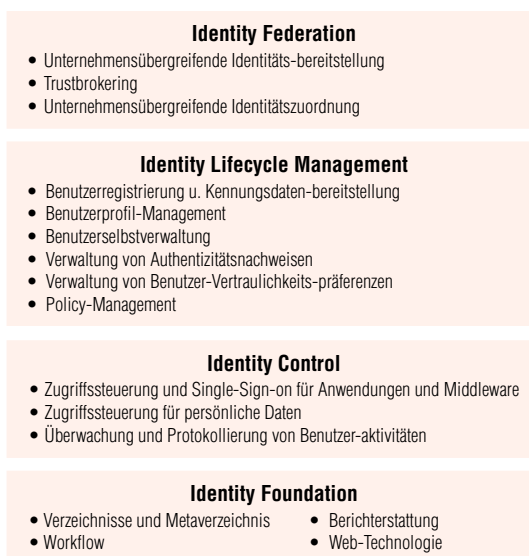 Identity Federation
• Unternehmensübergreifende Identitäts-bereitstellung
• Trustbrokering
• Unternehmensübergreifende Identitätszuordnung
Identity Lifecycle Management
• Benutzerregistrierung u. Kennungsdaten-bereitstellung
• Benutzerprofil-Management
• Benutzerselbstverwaltung
• Verwaltung von Authentizitätsnachweisen
• Verwaltung von Benutzer-Vertraulichkeits-präferenzen
• Policy-Management
Identity Control
• Zugriffssteuerung und Single-Sign-on für Anwendungen und Middleware
• Zugriffssteuerung für persönliche Daten
• Überwachung und Protokollierung von Benutzer-aktivitäten
Identity Foundation
• Verzeichnisse und Metaverzeichnis
• Workflow
• Berichterstattung
• Web-Technologie